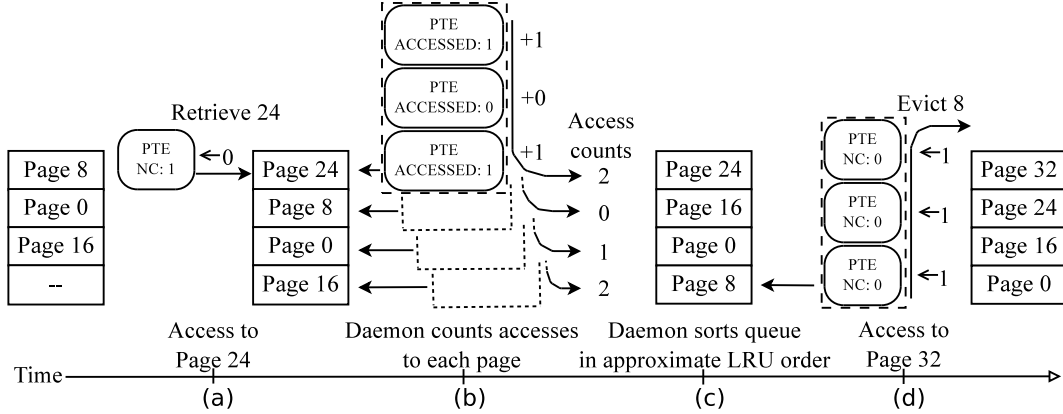 Retrieve 24
PTE
NC: 1
0
Page 8
Page 0
Page 16
--
Page 24
Page 8
Page 0
Page 16
Access to
Page 24
PTE
ACCESSED: 1
PTE
ACCESSED: 0
PTE
ACCESSED: 1
+1
+0
+1
Access
counts
2
0
1
2
Daemon counts accesses
to each page
Page 24
Page 16
Page 0
Page 8
Daemon sorts queue
in approximate LRU order
Evict 8
PTE
NC: 0
1
PTE
NC: 0
1
PTE
NC: 0
1
Page 32
Page 24
Page 16
Page 0
Access to
Page 32
Time
(a)
(b)
(c)
(d)